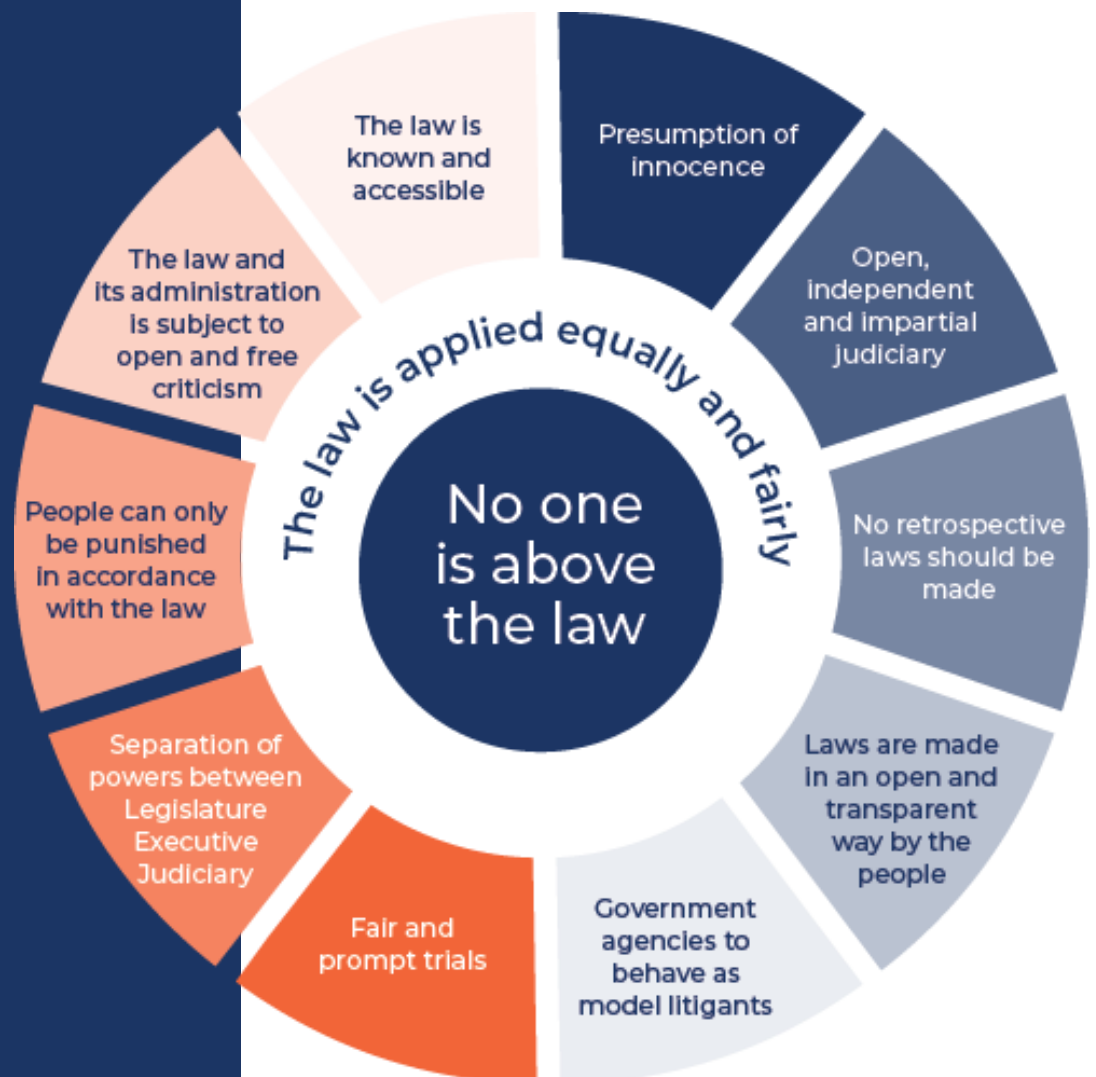 No one
is above
the law
The law is applied equally and fairly
Presumption of
innocence
Open,
independent
and impartial
judiciary
No retrospective
laws should be
made
Laws are made
in an open and
transparent
way by the
people
Government
agencies to
behave as
model litigants
Fair and
prompt trials
Separation of
powers between
Legislature
Executive
Judiciary
People can only
be punished
in accordance
with the law
The law and
its administration
is subject to
open and free
criticism
The law is
known and
accessible